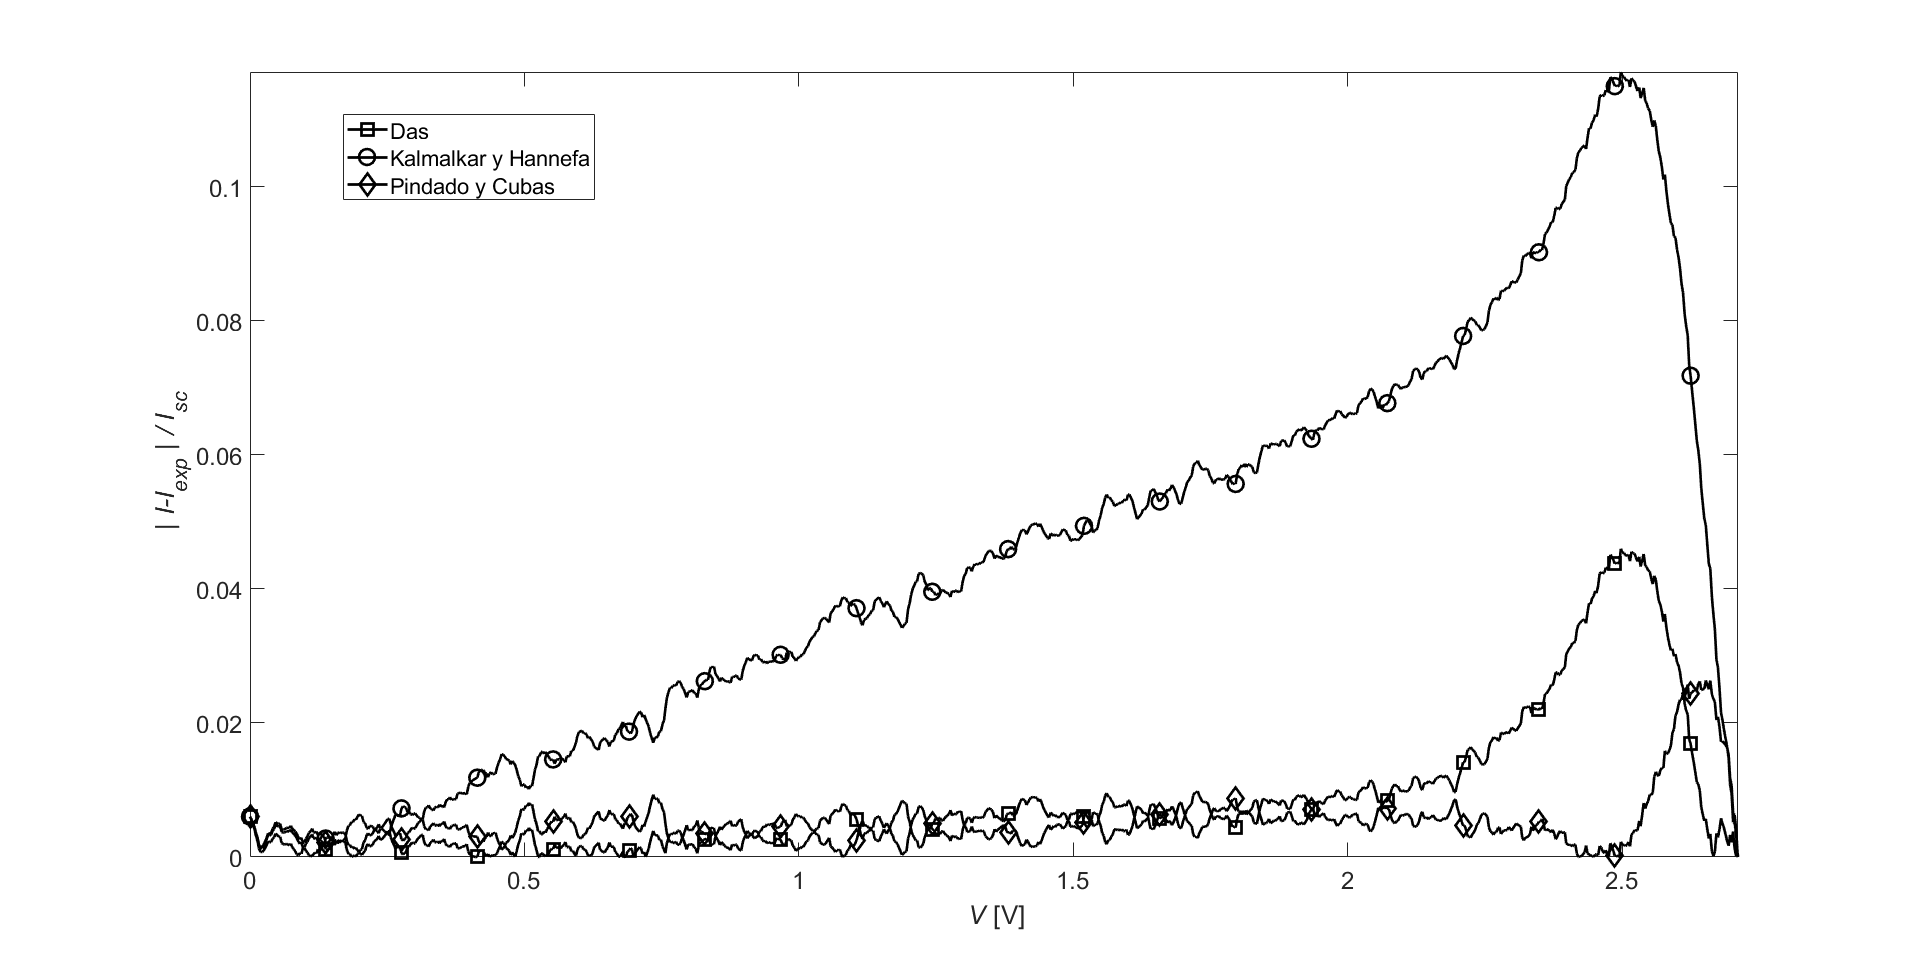 Das
Kalmalkar y Hannefa
Pindado y Cubas
0.1
0.08
0.06
0.04
0.02
0
| I-I_exp | / I_sc
0 0.5 1 1.5 2 2.5
V [V]